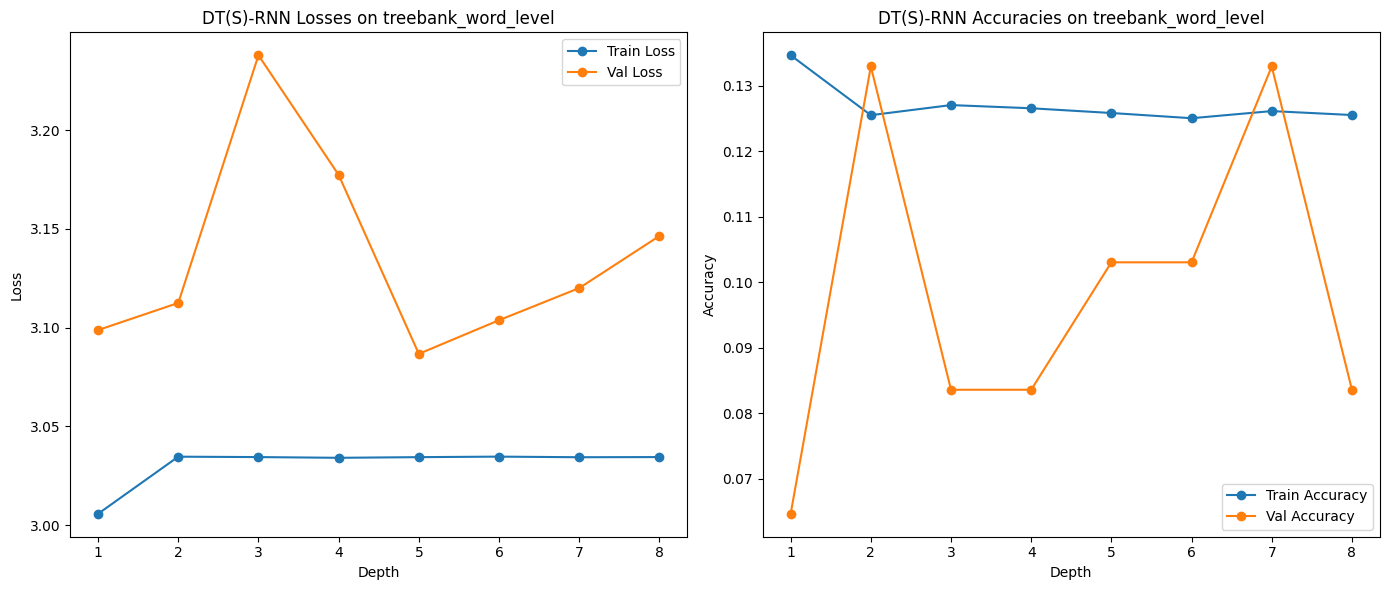 DT(S)-RNN Losses on treebank_word_level
Train Loss
Val Loss
3.20
3.15
3.10
3.05
3.00
Loss
1 2 3 4 5 6 7 8
Depth
DT(S)-RNN Accuracies on treebank_word_level
0.13
0.12
0.11
0.10
0.09
0.08
0.07
Accuracy
Train Accuracy
Val Accuracy
1 2 3 4 5 6 7 8
Depth